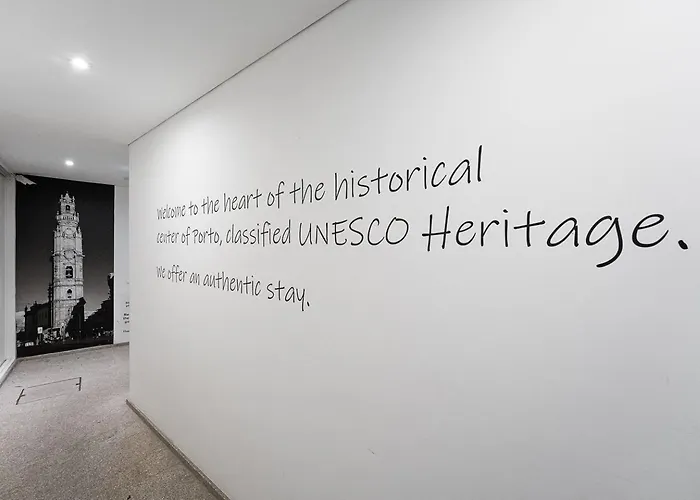 Welcome to the heart of the historical
center of Porto, classified UNESCO Heritage.
We offer an authentic stay.